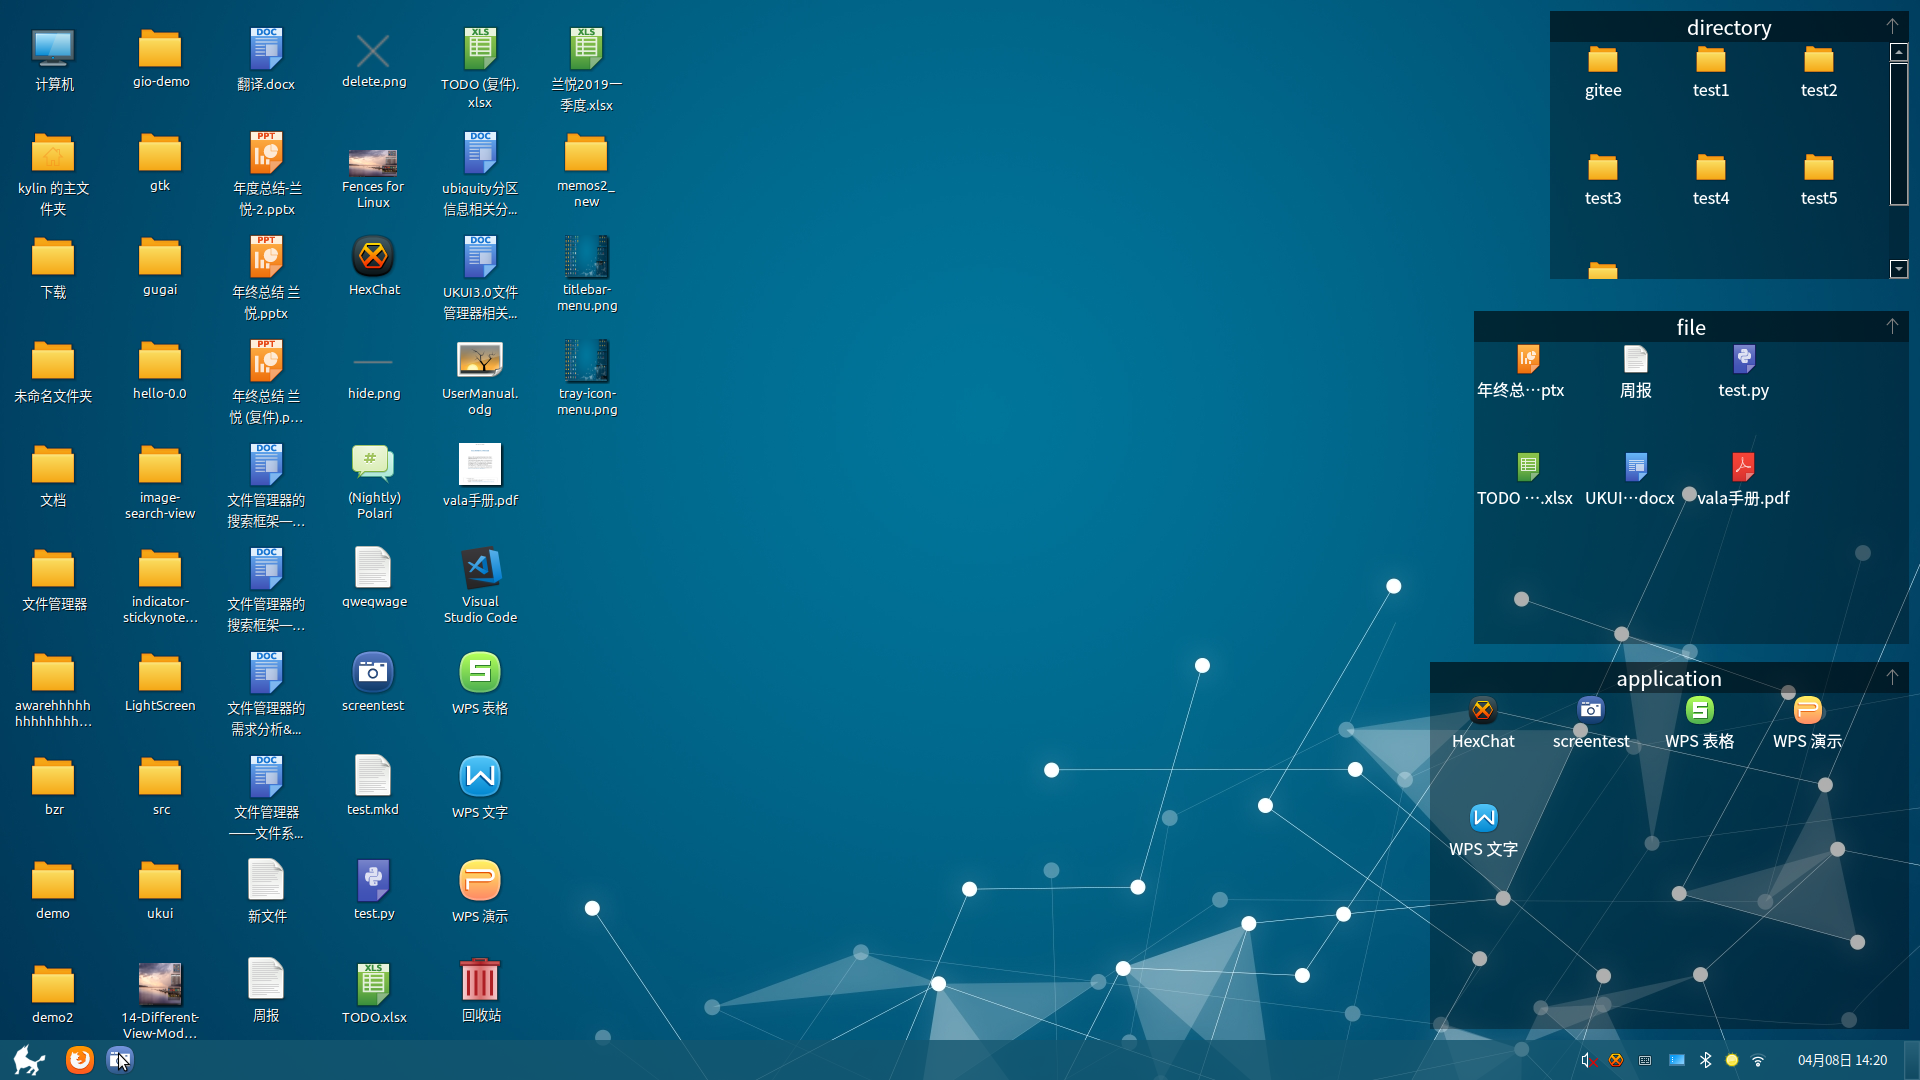 计算机
kylin 的主文
件夹
下载
未命名文件夹
文档
文件管理器
awarehhhhh
hhhhhhhhh...
bzr
demo
demo2
gio-demo
gtk
gugai
hello-0.0
image-
search-view
indicator-
stickynote...
LightScreen
src
ukui
14-Different-
View-Mod...
DOC
翻译.docx
PPT
年度总结-兰
悦-2.pptx
PPT
年终总结 兰
悦.pptx
PPT
年终总结 兰
悦 (复件).p...
DOC
文件管理器的
搜索框架—...
DOC
文件管理器的
搜索框架—...
DOC
文件管理器的
需求分析&...
DOC
文件管理器
——文件系...
新文件
周报
delete.png
Fences for
Linux
HexChat
hide.png
(Nightly)
Polari
qweqwage
screentest
test.mkd
test.py
XLS
TODO.xlsx
XLS
TODO (复件).
xlsx
DOC
ubiquity分区
信息相关分...
DOC
UKUI3.0文件
管理器相关...
UserManual.
odg
vala手册.pdf
Visual
Studio Code
WPS 表格
WPS 文字
WPS 演示
回收站
XLS
兰悦2019一
季度.xlsx
memos2_
new
titlebar-
menu.png
tray-icon-
menu.png
directory
gitee test1 test2
test3 test4 test5
file
年终总…ptx 周报 test.py
TODO ….xlsx UKUI…docx vala手册.pdf
application
HexChat screentest WPS 表格 WPS 演示
WPS 文字
04月08日 14:20